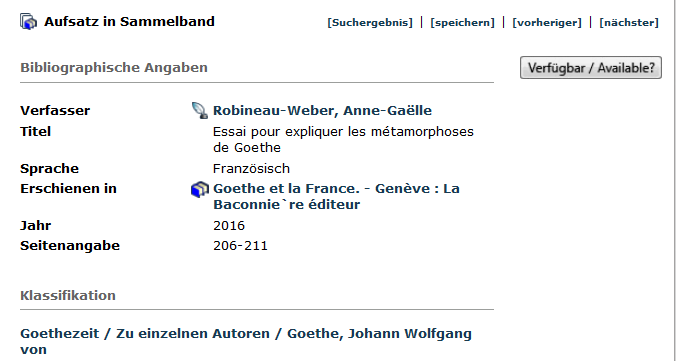 Aufsatz in Sammelband
[Suchergebnis] | [speichern] | [vorheriger] | [nächster]
Bibliographische Angaben
Verfügbar / Available?
Verfasser Robineau-Weber, Anne-Gaëlle
Titel Essai pour expliquer les métamorphoses
de Goethe
Sprache Französisch
Erschienen in Goethe et la France. - Genève : La
Baconnie`re éditeur
Jahr 2016
Seitenangabe 206-211
Klassifikation
Goethezeit / Zu einzelnen Autoren / Goethe, Johann Wolfgang
von